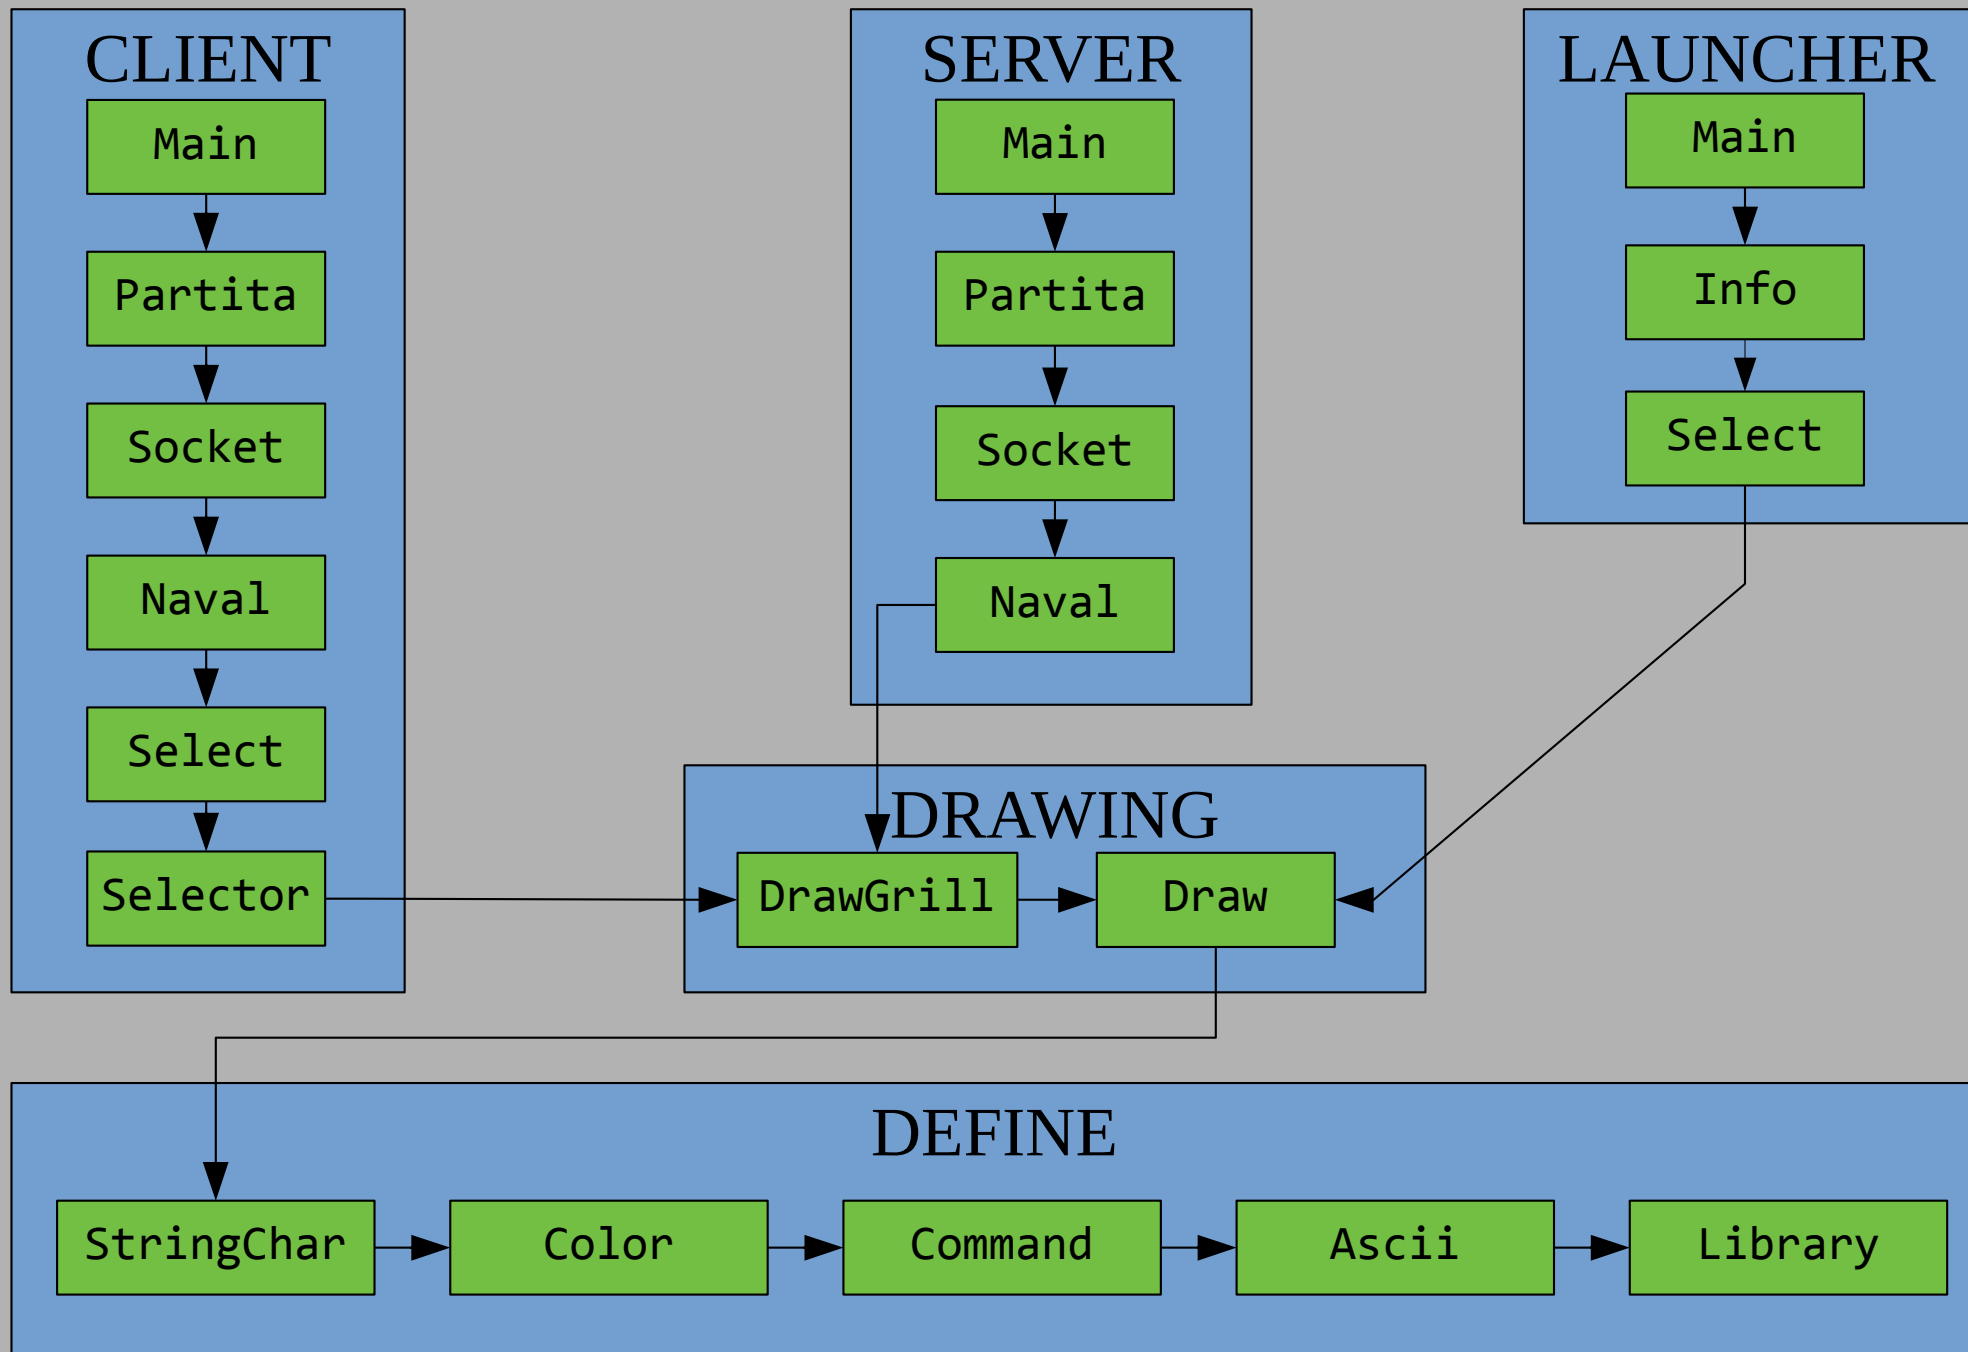 CLIENT
Main
Partita
Socket
Naval
Select
Selector
SERVER
Main
Partita
Socket
Naval
LAUNCHER
Main
Info
Select
DRAWING
DrawGrill
Draw
DEFINE
StringChar
Color
Command
Ascii
Library